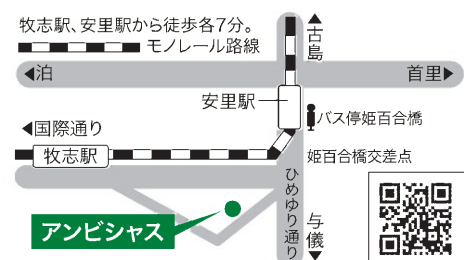 牧志駅、安里駅から徒歩各7分。
モノレール路線
▲古島
◀泊
首里▶
安里駅
バス停姫百合橋
◀国際通り
牧志駅
姫百合橋交差点
ひめゆり通り
与儀▼
アンビシャス